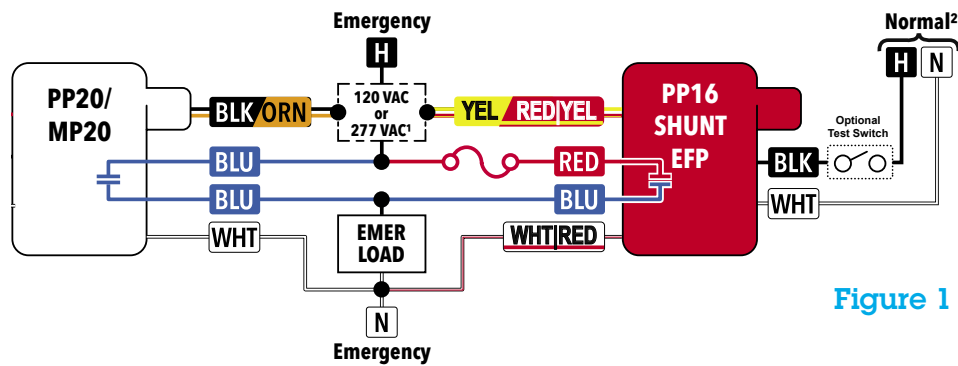 Emergency
H
Normal²
H N
PP20/
MP20
BLK/ORN
120 VAC
or
277 VAC¹
YEL / RED|YEL
PP16
SHUNT
EFP
Optional
Test Switch
BLU
RED
BLK
BLU
BLU
WHT
WHT
EMER
LOAD
WHT|RED
N
Emergency
Figure 1